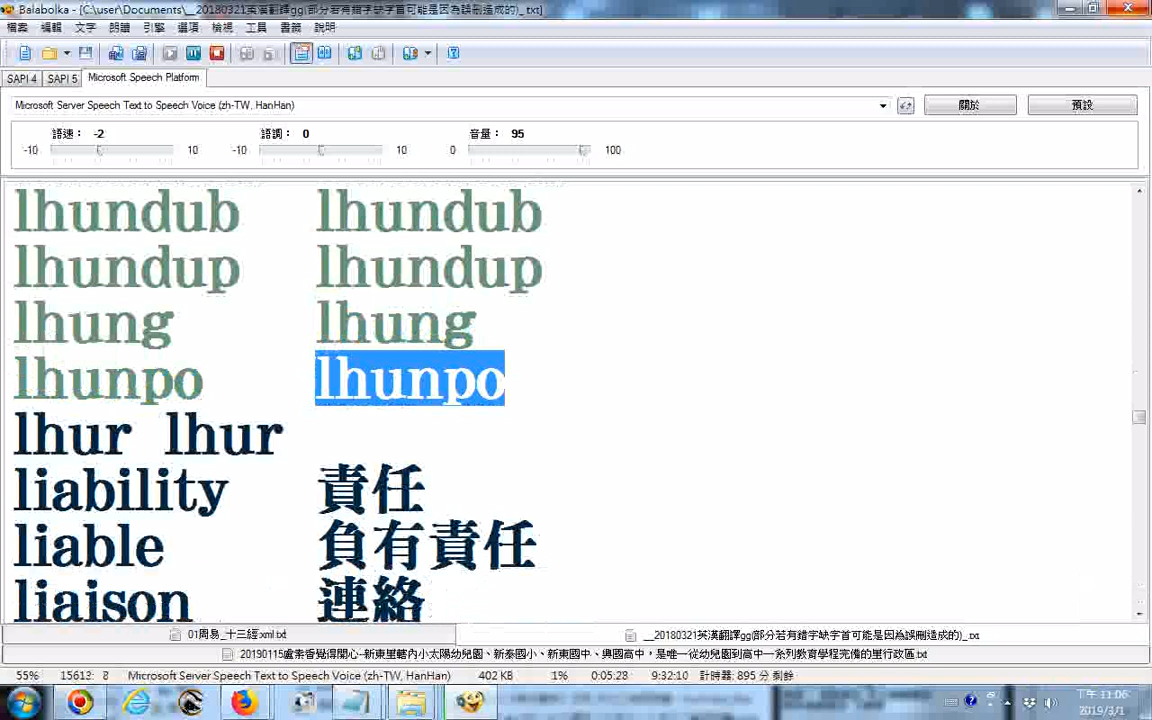 Balabolka - [C:\user\Documents\__20180321英漢翻譯gg(部分若有錯字缺字首可能是因為誤刪造成的)_.txt]
檔案 編輯 文字 朗讀 引擎 選項 檢視 工具 書籤 說明
SAPI 4 SAPI 5 Microsoft Speech Platform
Microsoft Server Speech Text to Speech Voice (zh-TW, HanHan) 關於 預設
語速： -2 語調： 0 音量： 95
-10 10 -10 10 0 100
lhundub lhundub
lhundup lhundup
lhung lhung
lhunpo lhunpo
lhur lhur
liability 責任
liable 負有責任
liaison 連絡
01周易_十三經.xml.txt __20180321英漢翻譯gg(部分若有錯字缺字首可能是因為誤刪造成的)_.txt
20190115盧素香覺得開心-新東里轄內小太陽幼兒園、新泰國小、新東國中、興國高中，是唯一從幼兒園到高中一系列教育學程完備的里行政區.txt
55% 15613: 8 Microsoft Server Speech Text to Speech Voice (zh-TW, HanHan) 402 KB 1% 0:05:28 9:32:10 計時器: 895 分 剩餘
下午 11:06
2019/3/1